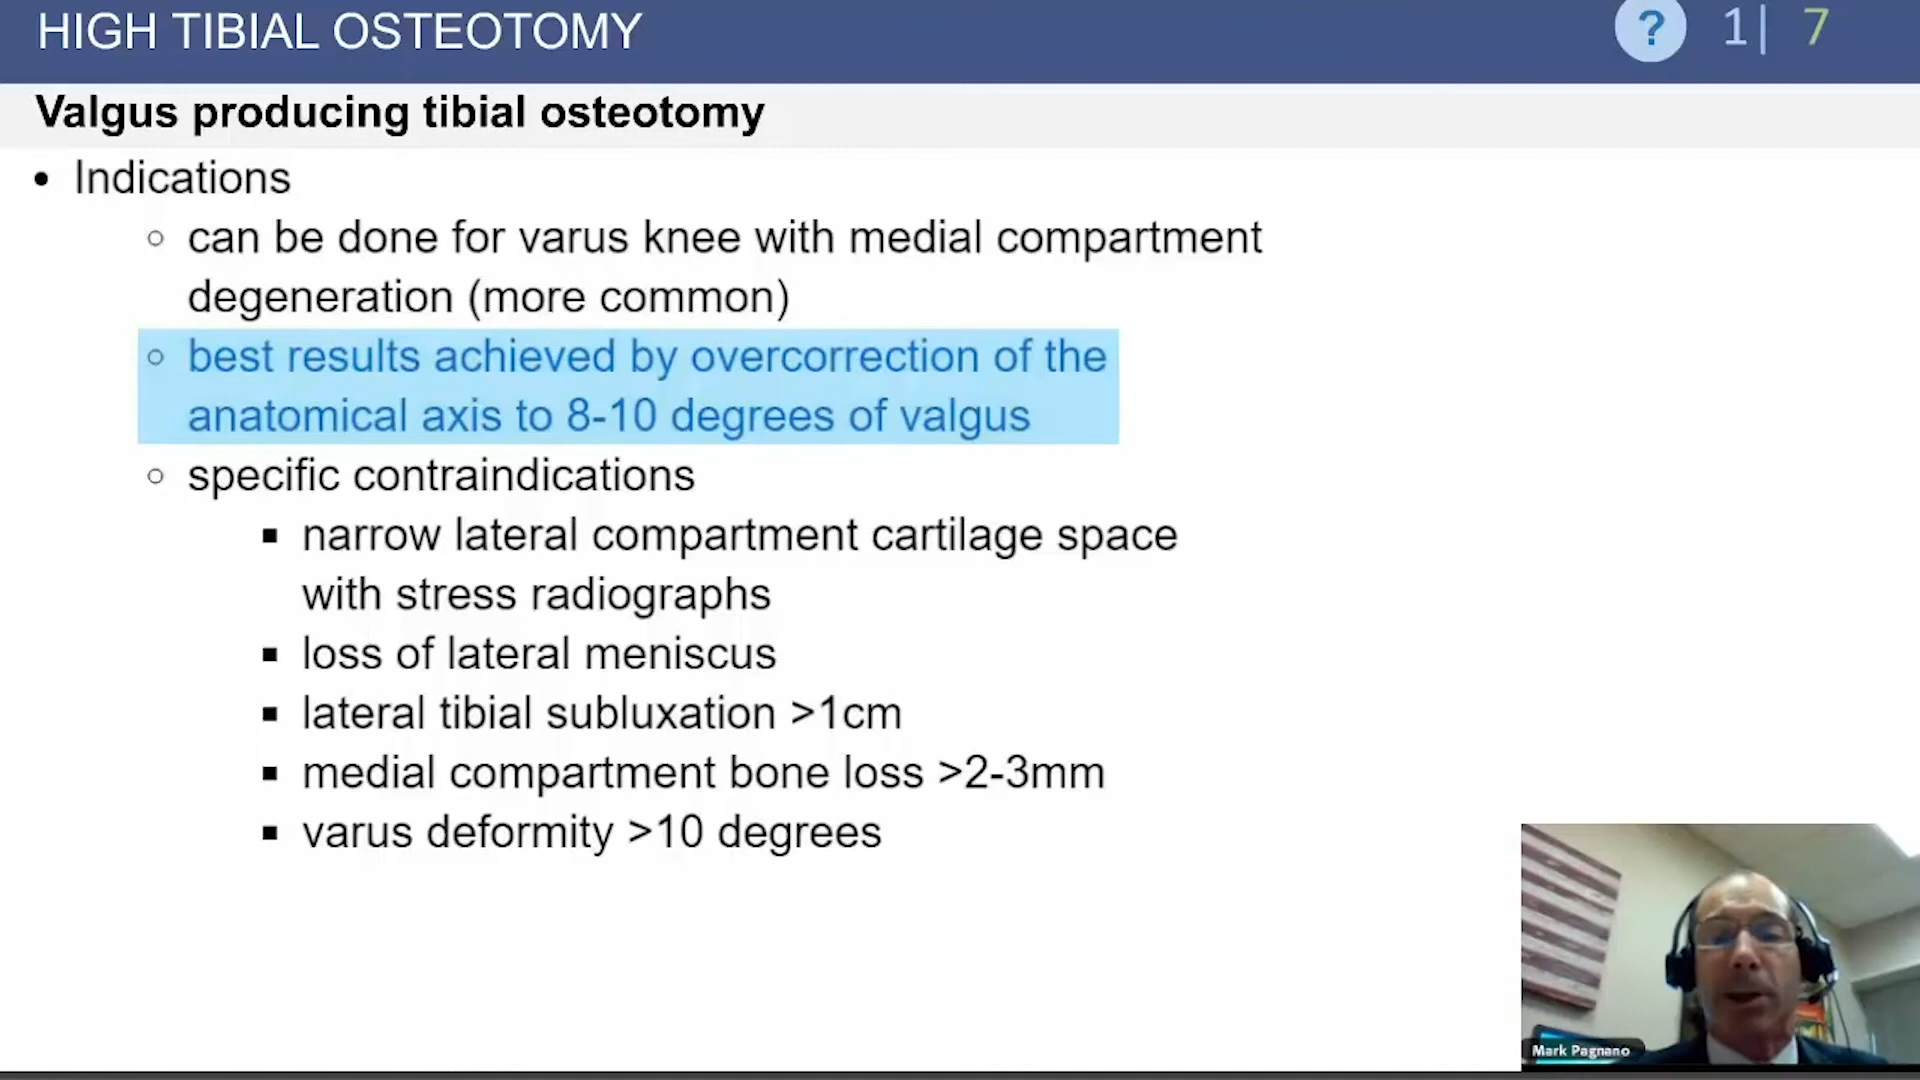 HIGH TIBIAL OSTEOTOMY
? 1| 7
Valgus producing tibial osteotomy
• Indications
○ can be done for varus knee with medial compartment
degeneration (more common)
○ best results achieved by overcorrection of the
anatomical axis to 8-10 degrees of valgus
○ specific contraindications
▪ narrow lateral compartment cartilage space
with stress radiographs
▪ loss of lateral meniscus
▪ lateral tibial subluxation >1cm
▪ medial compartment bone loss >2-3mm
▪ varus deformity >10 degrees
Mark Pagnano